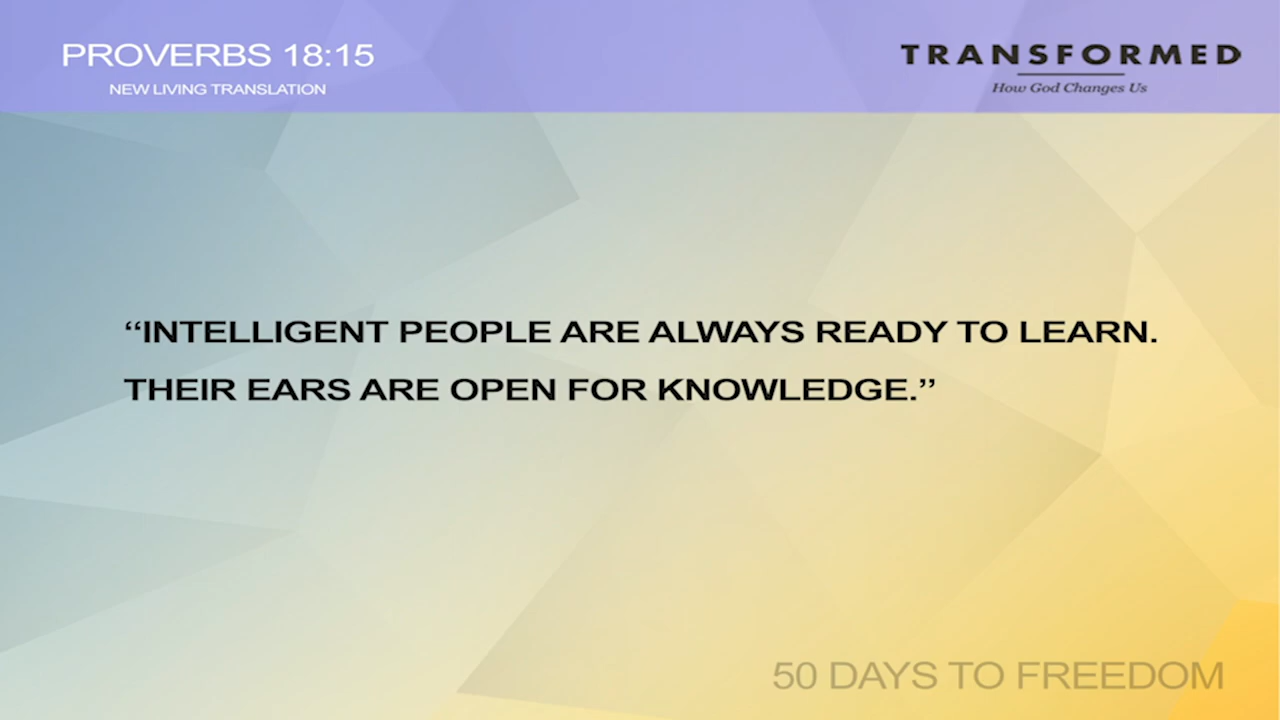 PROVERBS 18:15
NEW LIVING TRANSLATION
TRANSFORMED
How God Changes Us
“INTELLIGENT PEOPLE ARE ALWAYS READY TO LEARN.
THEIR EARS ARE OPEN FOR KNOWLEDGE.”
50 DAYS TO FREEDOM